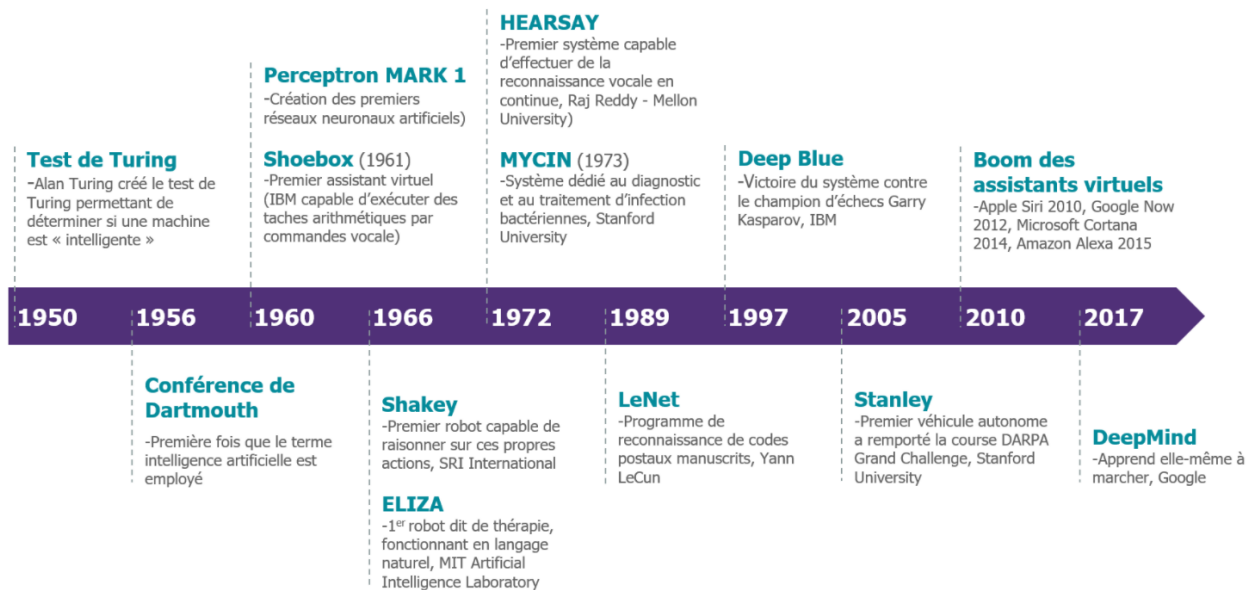 HEARSAY
-Premier système capable
d'effectuer de la
reconnaissance vocale en
continue, Raj Reddy - Mellon
University)
Perceptron MARK 1
-Création des premiers
réseaux neuronaux artificiels)
Test de Turing
-Alan Turing créé le test de
Turing permettant de
déterminer si une machine
est « intelligente »
Shoebox (1961)
-Premier assistant virtuel
(IBM capable d'exécuter des
taches arithmétiques par
commandes vocale)
MYCIN (1973)
-Système dédié au diagnostic
et au traitement d'infection
bactériennes, Stanford
University
Deep Blue
-Victoire du système contre
le champion d'échecs Garry
Kasparov, IBM
Boom des
assistants virtuels
-Apple Siri 2010, Google Now
2012, Microsoft Cortana
2014, Amazon Alexa 2015
1950 1956 1960 1966 1972 1989 1997 2005 2010 2017
Conférence de
Dartmouth
-Première fois que le terme
intelligence artificielle est
employé
Shakey
-Premier robot capable de
raisonner sur ces propres
actions, SRI International
ELIZA
-1er robot dit de thérapie,
fonctionnant en langage
naturel, MIT Artificial
Intelligence Laboratory
LeNet
-Programme de
reconnaissance de codes
postaux manuscrits, Yann
LeCun
Stanley
-Premier véhicule autonome
a remporté la course DARPA
Grand Challenge, Stanford
University
DeepMind
-Apprend elle-même à
marcher, Google